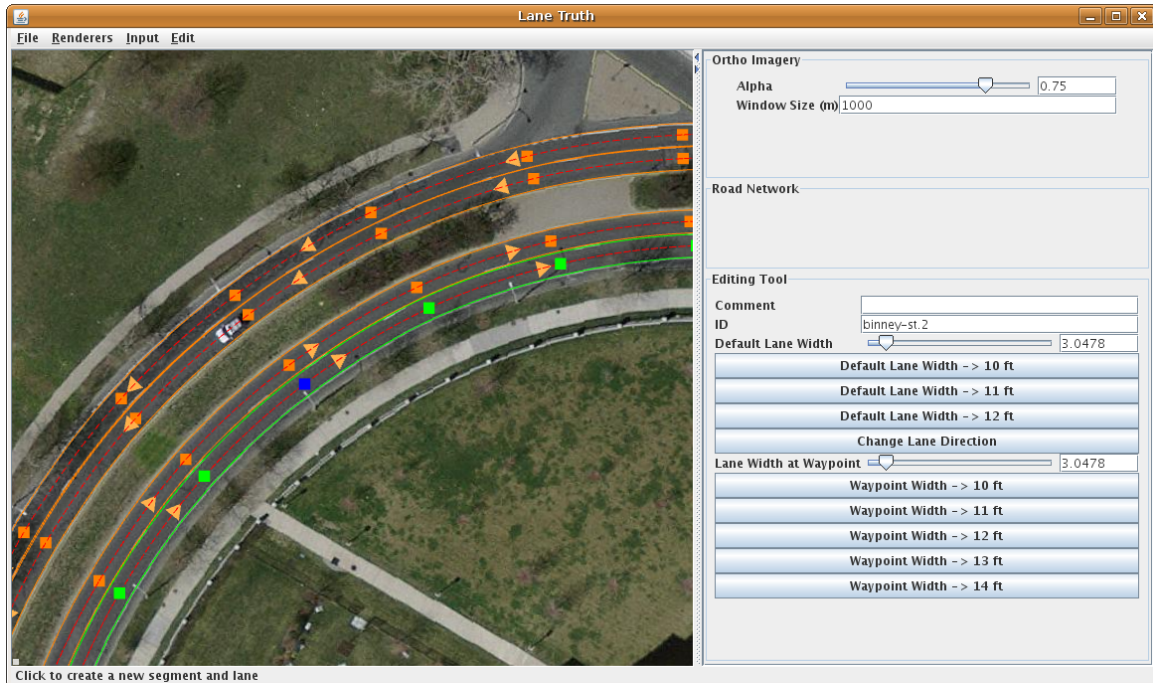 Lane Truth
File Renderers Input Edit
Ortho Imagery
Alpha 0.75
Window Size (m) 1000
Road Network
Editing Tool
Comment
ID binney-st.2
Default Lane Width 3.0478
Default Lane Width -> 10 ft
Default Lane Width -> 11 ft
Default Lane Width -> 12 ft
Change Lane Direction
Lane Width at Waypoint 3.0478
Waypoint Width -> 10 ft
Waypoint Width -> 11 ft
Waypoint Width -> 12 ft
Waypoint Width -> 13 ft
Waypoint Width -> 14 ft
Click to create a new segment and lane